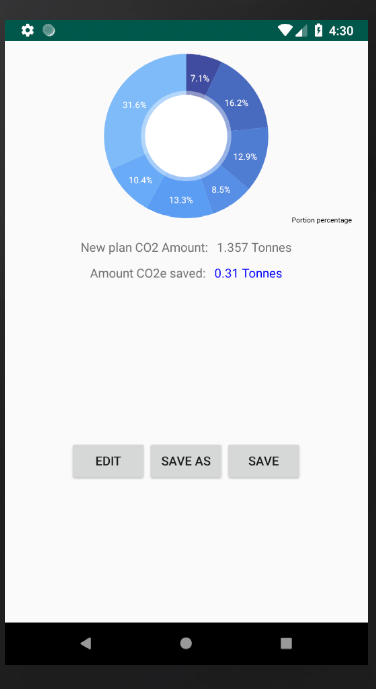 4:30
7.1%
16.2%
31.6%
12.9%
10.4%
8.5%
13.3%
Portion percentage
New plan CO2 Amount: 1.357 Tonnes
Amount CO2e saved: 0.31 Tonnes
EDIT SAVE AS SAVE